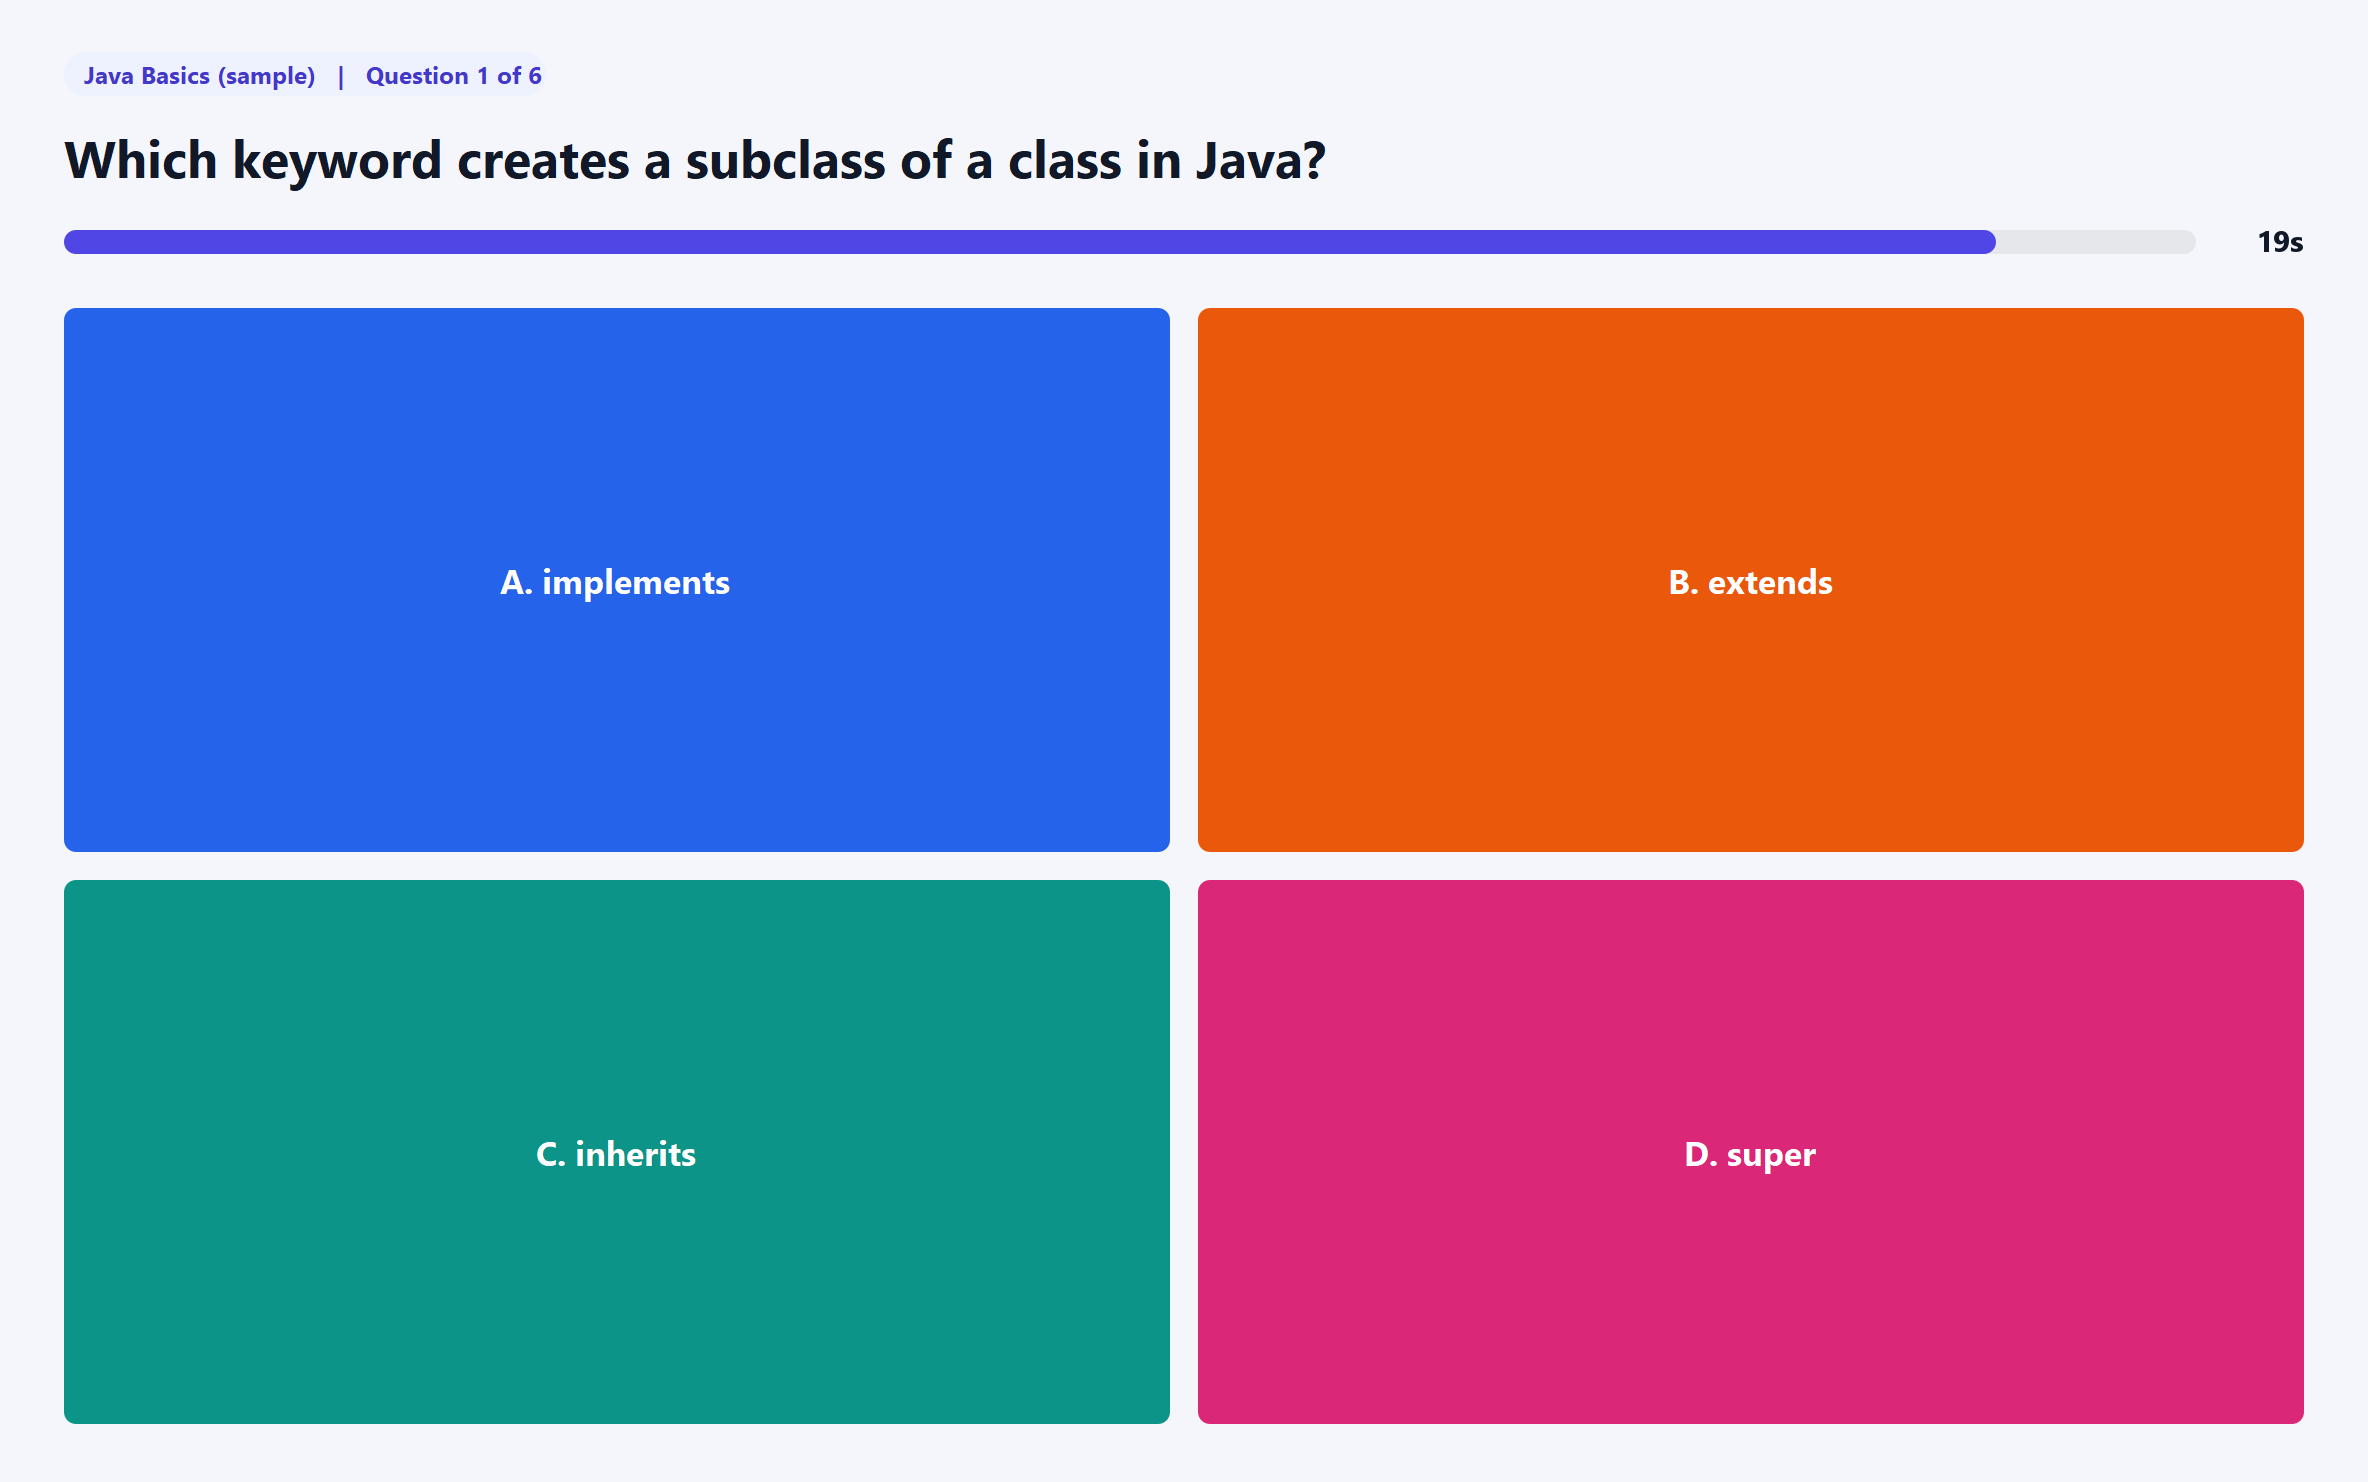 Java Basics (sample) | Question 1 of 6
Which keyword creates a subclass of a class in Java?
19s
A. implements
B. extends
C. inherits
D. super